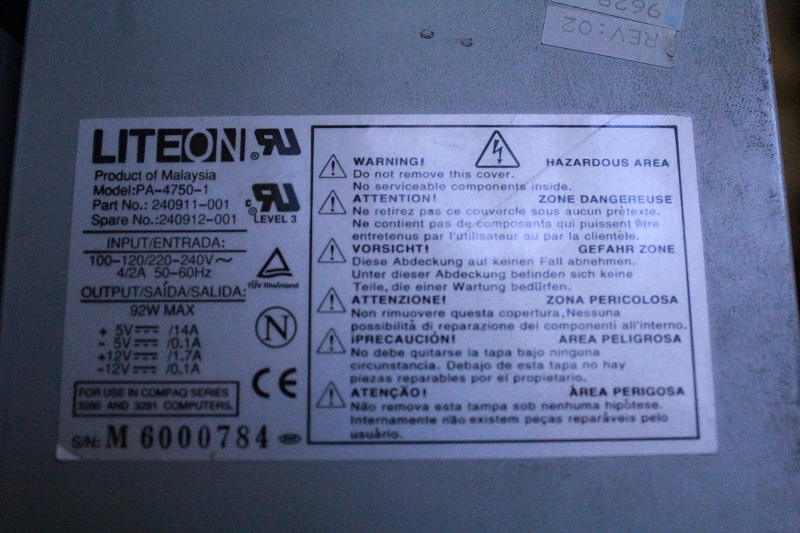 9628
REV:02
LITEON®
Product of Malaysia
Model:PA-4750-1
Part No.: 240911-001
Spare No.:240912-001
LEVEL 3
INPUT/ENTRADA:
100-120/220-240V~
4/2A 50-60Hz
TÜV Rheinland
OUTPUT/SAÍDA/SALIDA:
92W MAX
+ 5V⎓/14A
- 5V⎓/0.1A
+12V⎓/1.7A
-12V⎓/0.1A
N
CE
FOR USE IN COMPAQ SERIES
3280 AND 3281 COMPUTERS.
S/N: M 6000784
WARNING! HAZARDOUS AREA
Do not remove this cover.
No serviceable components inside.
ATTENTION! ZONE DANGEREUSE
Ne retirez pas ce couvercle sous aucun prétexte.
Ne contient pas de composants qui puissent être
entretenus par l'utilisateur ou par la clientèle.
VORSICHT! GEFAHR ZONE
Diese Abdeckung auf keinen Fall abnehmen.
Unter dieser Abdeckung befinden sich keine
Teile, die einer Wartung bedürfen.
ATTENZIONE! ZONA PERICOLOSA
Non rimuovere questa copertura.Nessuna
possibilità di reparazione dei componenti all'interno.
¡PRECAUCIÓN! ÁREA PELIGROSA
No debe quitarse la tapa bajo ninguna
circunstancia. Debajo de esta tapa no hay
piezas reparables por el propietario.
ATENÇÃO! ÁREA PERIGOSA
Não remova esta tampa sob nenhuma hipótese.
Internamente não existem peças reparáveis pelo
usuário.